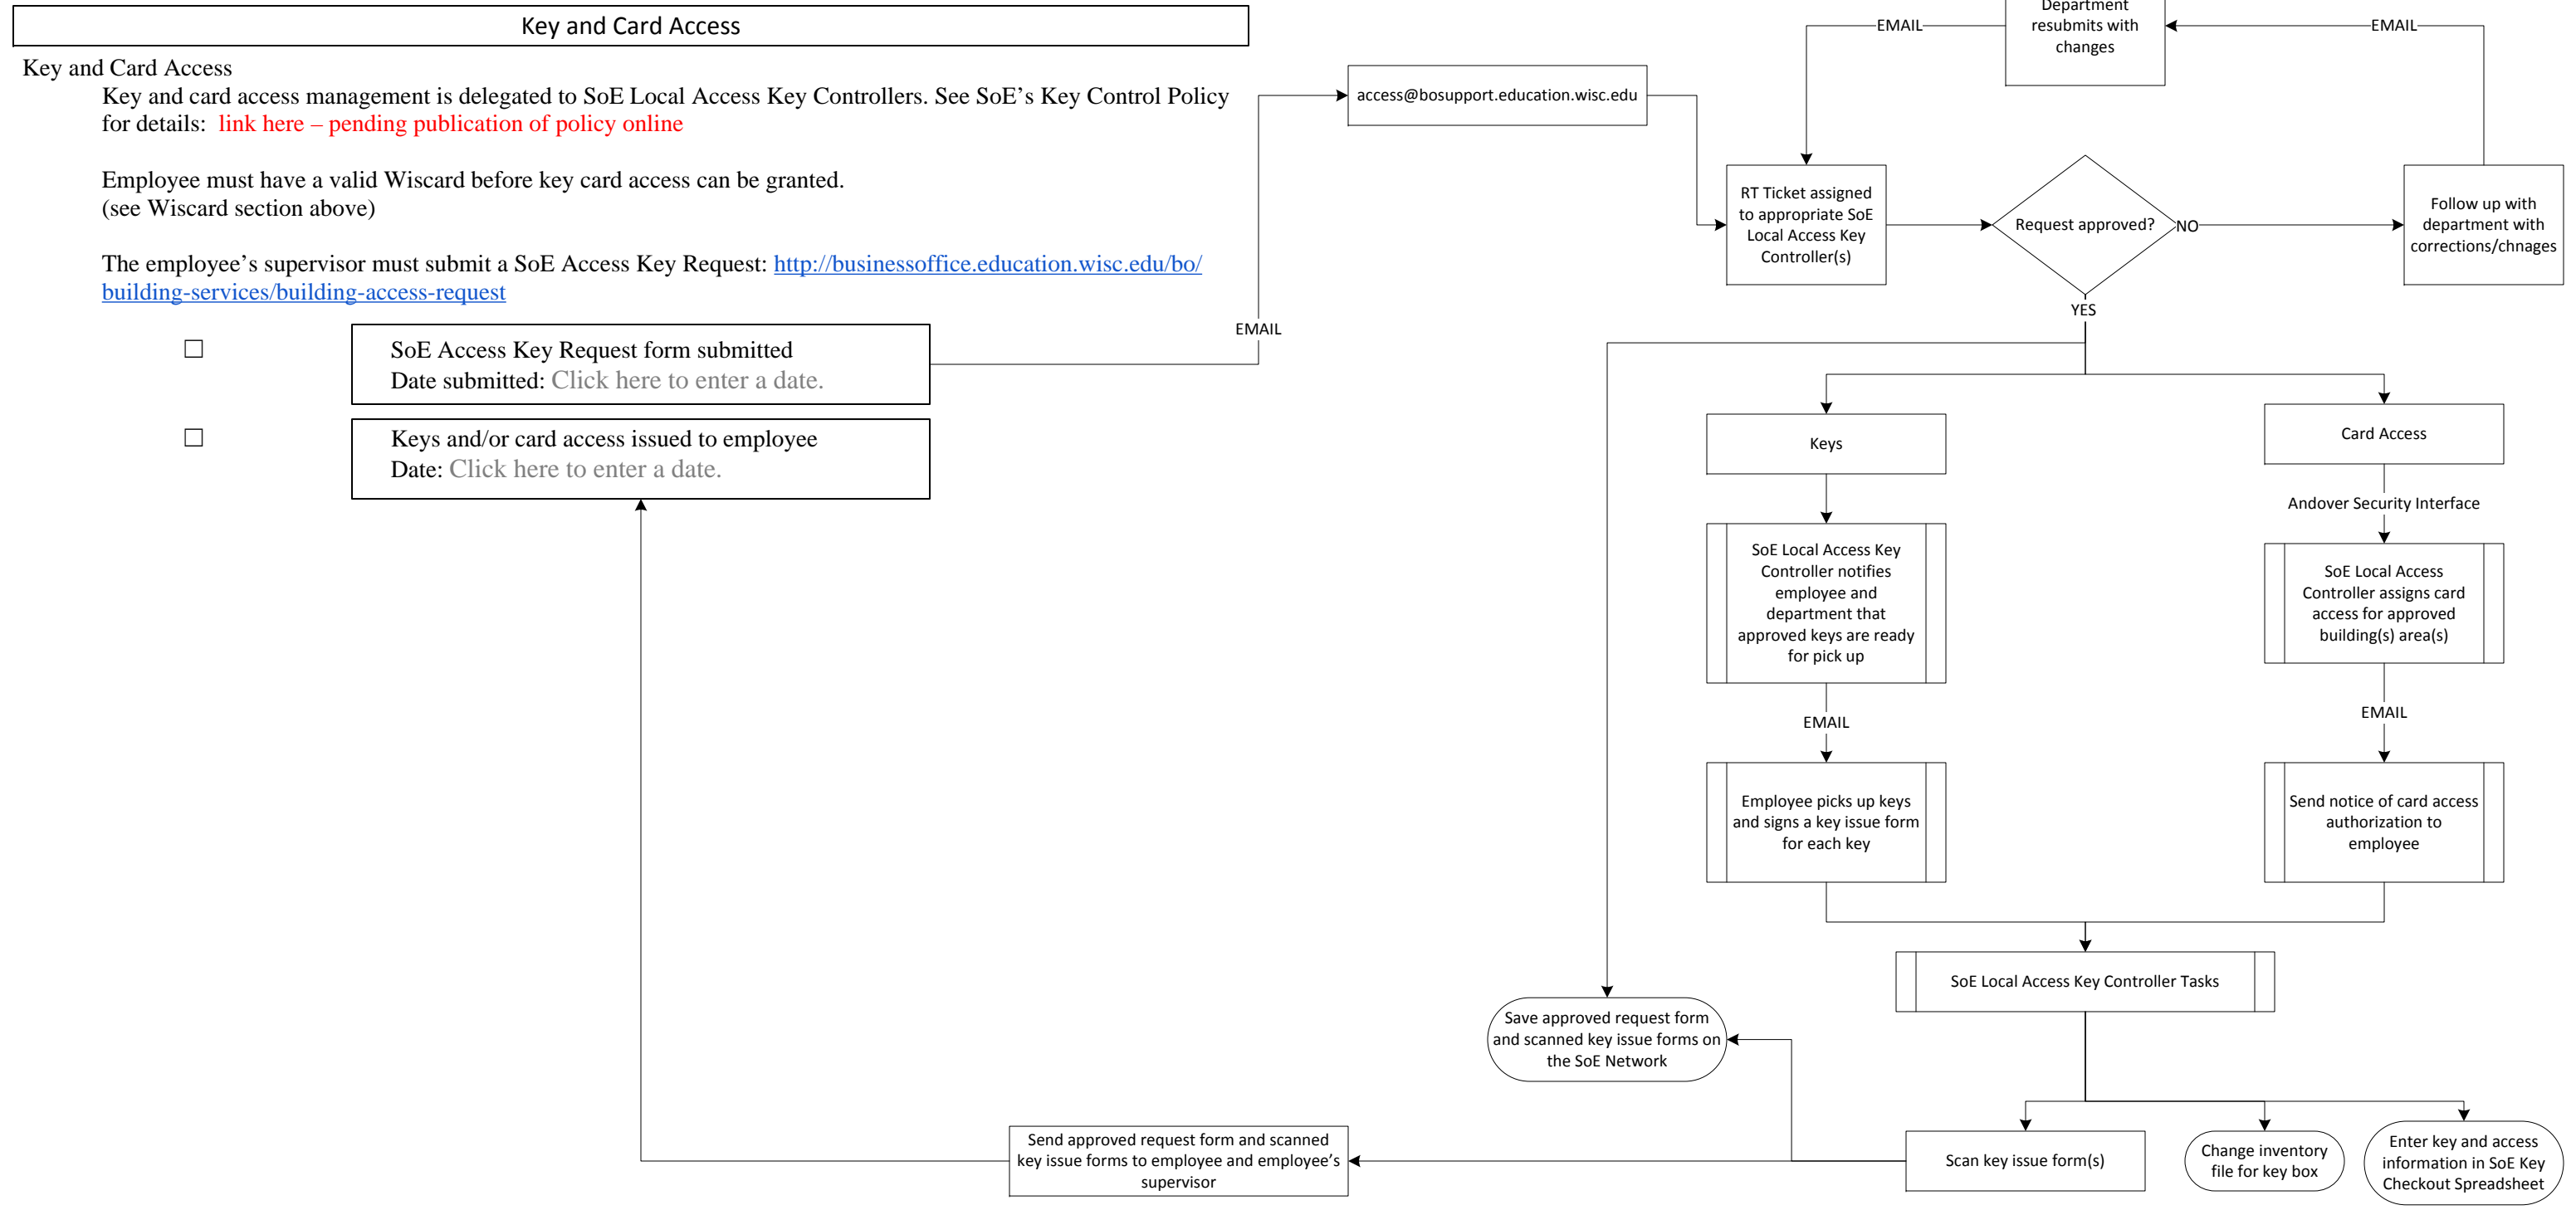 Key and Card Access
Key and Card Access
Key and card access management is delegated to SoE Local Access Key Controllers. See SoE’s Key Control Policy
for details: link here – pending publication of policy online
Employee must have a valid Wiscard before key card access can be granted.
(see Wiscard section above)
The employee’s supervisor must submit a SoE Access Key Request: http://businessoffice.education.wisc.edu/bo/
building-services/building-access-request
☐
SoE Access Key Request form submitted
Date submitted: Click here to enter a date.
☐
Keys and/or card access issued to employee
Date: Click here to enter a date.
EMAIL
access@bosupport.education.wisc.edu
EMAIL
Department
resubmits with
changes
EMAIL
RT Ticket assigned
to appropriate SoE
Local Access Key
Controller(s)
Request approved?
NO
Follow up with
department with
corrections/chnages
YES
Keys
Card Access
Andover Security Interface
SoE Local Access Key
Controller notifies
employee and
department that
approved keys are ready
for pick up
SoE Local Access
Controller assigns card
access for approved
building(s) area(s)
EMAIL
EMAIL
Employee picks up keys
and signs a key issue form
for each key
Send notice of card access
authorization to
employee
SoE Local Access Key Controller Tasks
Save approved request form
and scanned key issue forms on
the SoE Network
Send approved request form and scanned
key issue forms to employee and employee’s
supervisor
Scan key issue form(s)
Change inventory
file for key box
Enter key and access
information in SoE Key
Checkout Spreadsheet